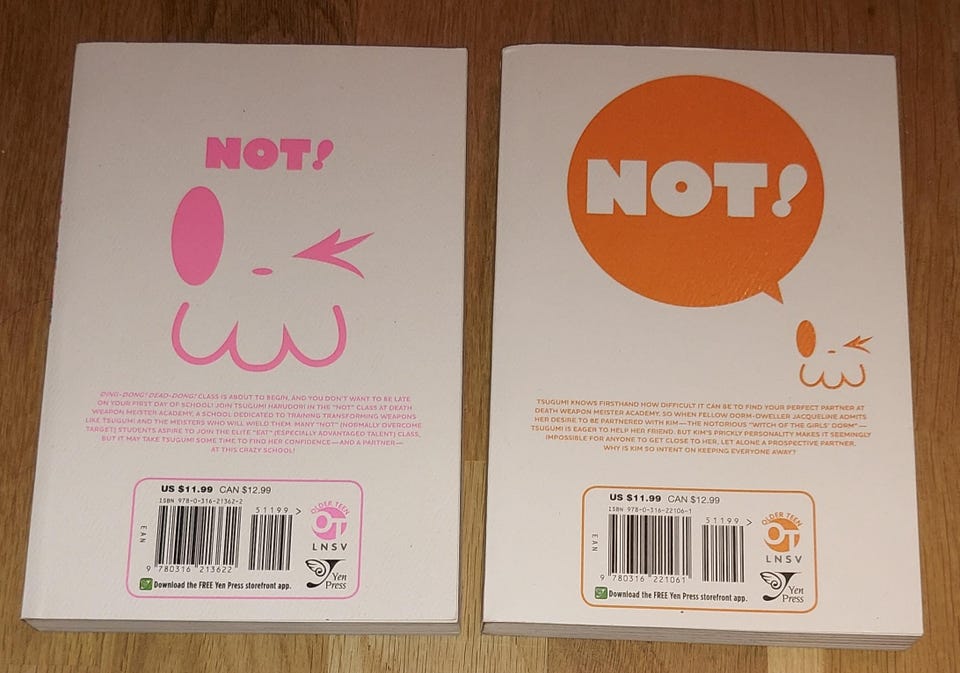 NOT!
DING-DONG! DEAD-DONG! CLASS IS ABOUT TO BEGIN, AND YOU DON'T WANT TO BE LATE
ON YOUR FIRST DAY OF SCHOOL! JOIN TSUGUMI HARUDORI IN THE "NOT" CLASS AT DEATH
WEAPON MEISTER ACADEMY, A SCHOOL DEDICATED TO TRAINING TRANSFORMING WEAPONS
LIKE TSUGUMI AND THE MEISTERS WHO WILL WIELD THEM. MANY "NOT" (NORMALLY OVERCOME
TARGET) STUDENTS ASPIRE TO JOIN THE ELITE "EAT" (ESPECIALLY ADVANTAGED TALENT) CLASS,
BUT IT MAY TAKE TSUGUMI SOME TIME TO FIND HER CONFIDENCE—AND A PARTNER—
AT THIS CRAZY SCHOOL!
US $11.99 CAN $12.99
ISBN 978-0-316-21362-2
51199 >
EAN
9 780316 213622
OLDER TEEN
OT
LNSV
Download the FREE Yen Press storefront app.
Yen
Press
NOT!
TSUGUMI KNOWS FIRSTHAND HOW DIFFICULT IT CAN BE TO FIND YOUR PERFECT PARTNER AT
DEATH WEAPON MEISTER ACADEMY. SO WHEN FELLOW DORM-DWELLER JACQUELINE ADMITS
HER DESIRE TO BE PARTNERED WITH KIM—THE NOTORIOUS "WITCH OF THE GIRLS' DORM"—
TSUGUMI IS EAGER TO HELP HER FRIEND. BUT KIM'S PRICKLY PERSONALITY MAKES IT SEEMINGLY
IMPOSSIBLE FOR ANYONE TO GET CLOSE TO HER, LET ALONE A PROSPECTIVE PARTNER.
WHY IS KIM SO INTENT ON KEEPING EVERYONE AWAY?
US $11.99 CAN $12.99
ISBN 978-0-316-22106-1
51199 >
EAN
9 780316 221061
OLDER TEEN
OT
LNSV
Download the FREE Yen Press storefront app.
Yen
Press